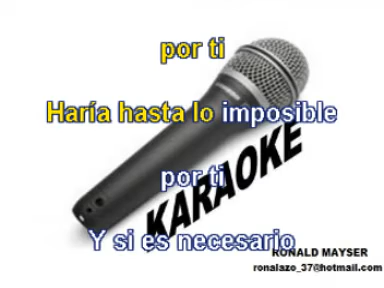 por ti
Haría hasta lo imposible
por ti
Y si es necesario
KARAOKE
RONALD MAYSER
ronalazo_37@hotmail.com